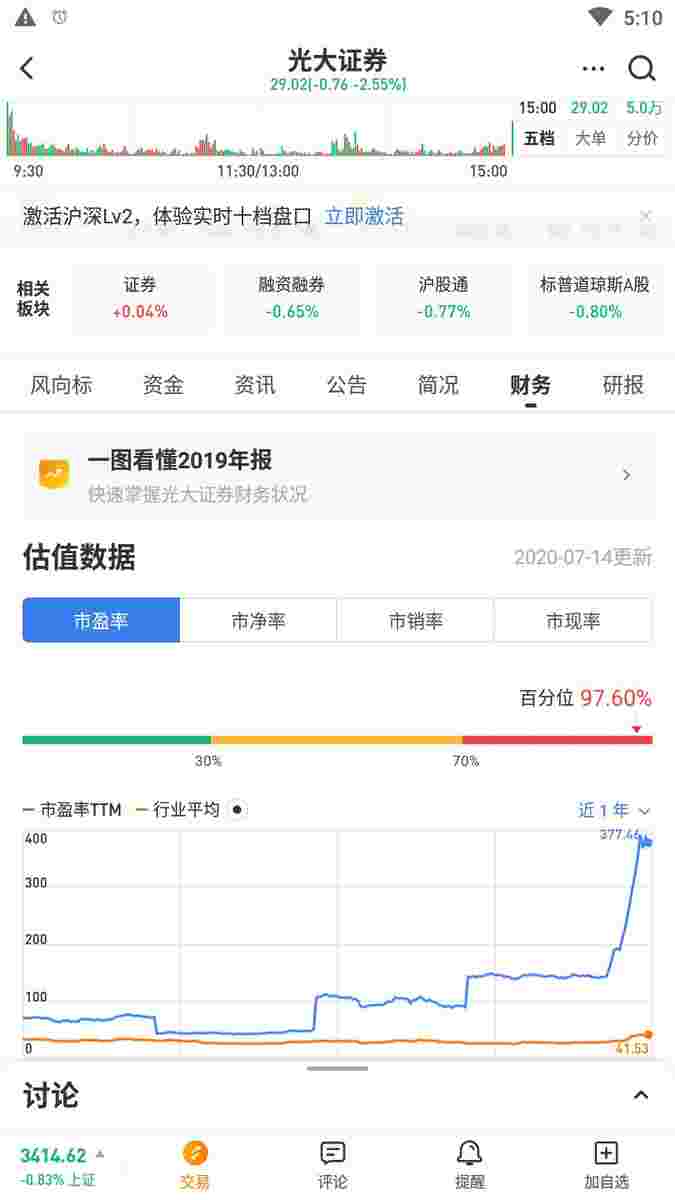 5:10
光大证券
29.02(-0.76 -2.55%)
15:00 29.02 5.0万
五档 大单 分价
9:30 11:30/13:00 15:00
激活沪深Lv2，体验实时十档盘口 立即激活
相关板块
证券 融资融券 沪股通 标普道琼斯A股
+0.04% -0.65% -0.77% -0.80%
风向标 资金 资讯 公告 简况 财务 研报
一图看懂2019年报
快速掌握光大证券财务状况
估值数据 2020-07-14更新
市盈率 市净率 市销率 市现率
百分位 97.60%
30% 70%
市盈率TTM 行业平均 近1年
400 377.46
300
200
100
0 41.53
讨论
3414.62
-0.83% 上证
交易 评论 提醒 加自选